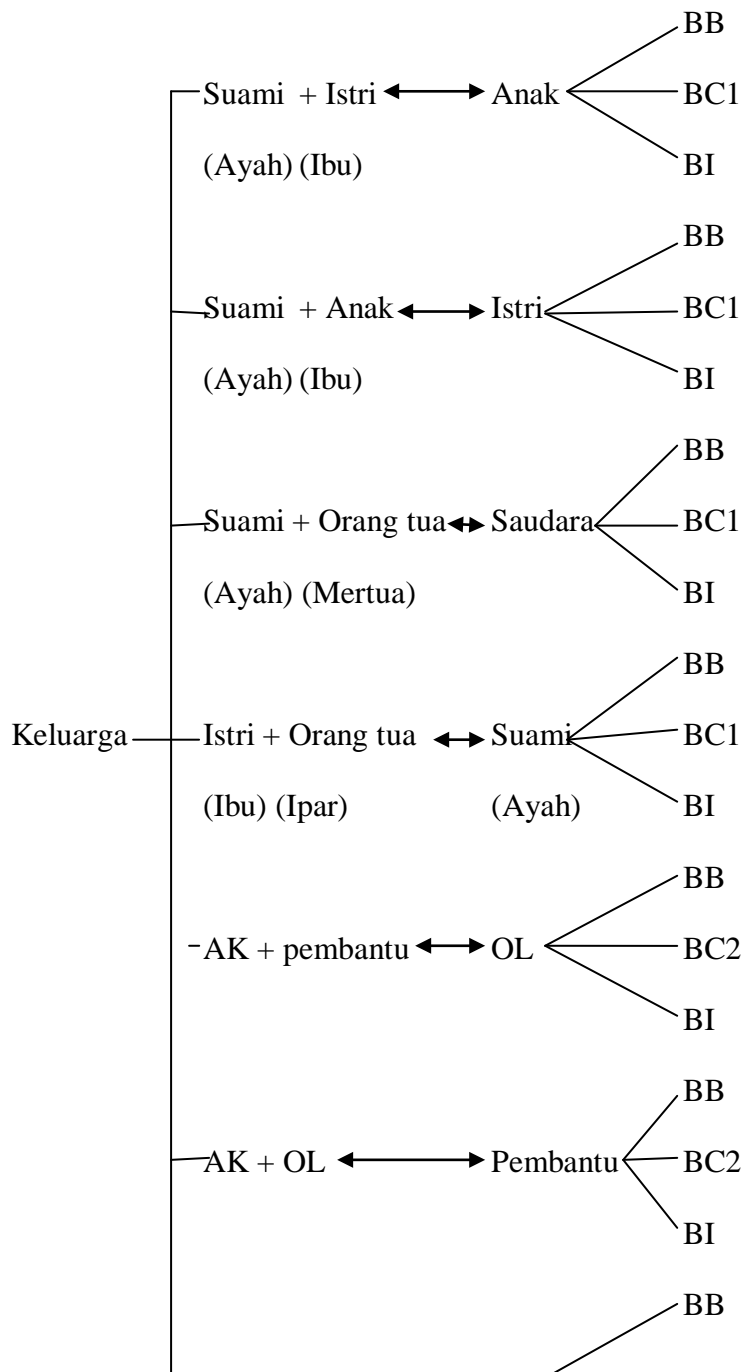 BB
Suami + Istri Anak BC1
(Ayah) (Ibu) BI
BB
Suami + Anak Istri BC1
(Ayah) (Ibu) BI
BB
Suami + Orang tua Saudara BC1
(Ayah) (Mertua) BI
BB
Keluarga Istri + Orang tua Suami BC1
(Ibu) (Ipar) (Ayah) BI
BB
AK + pembantu OL BC2
BI
BB
AK + OL Pembantu BC2
BI
BB